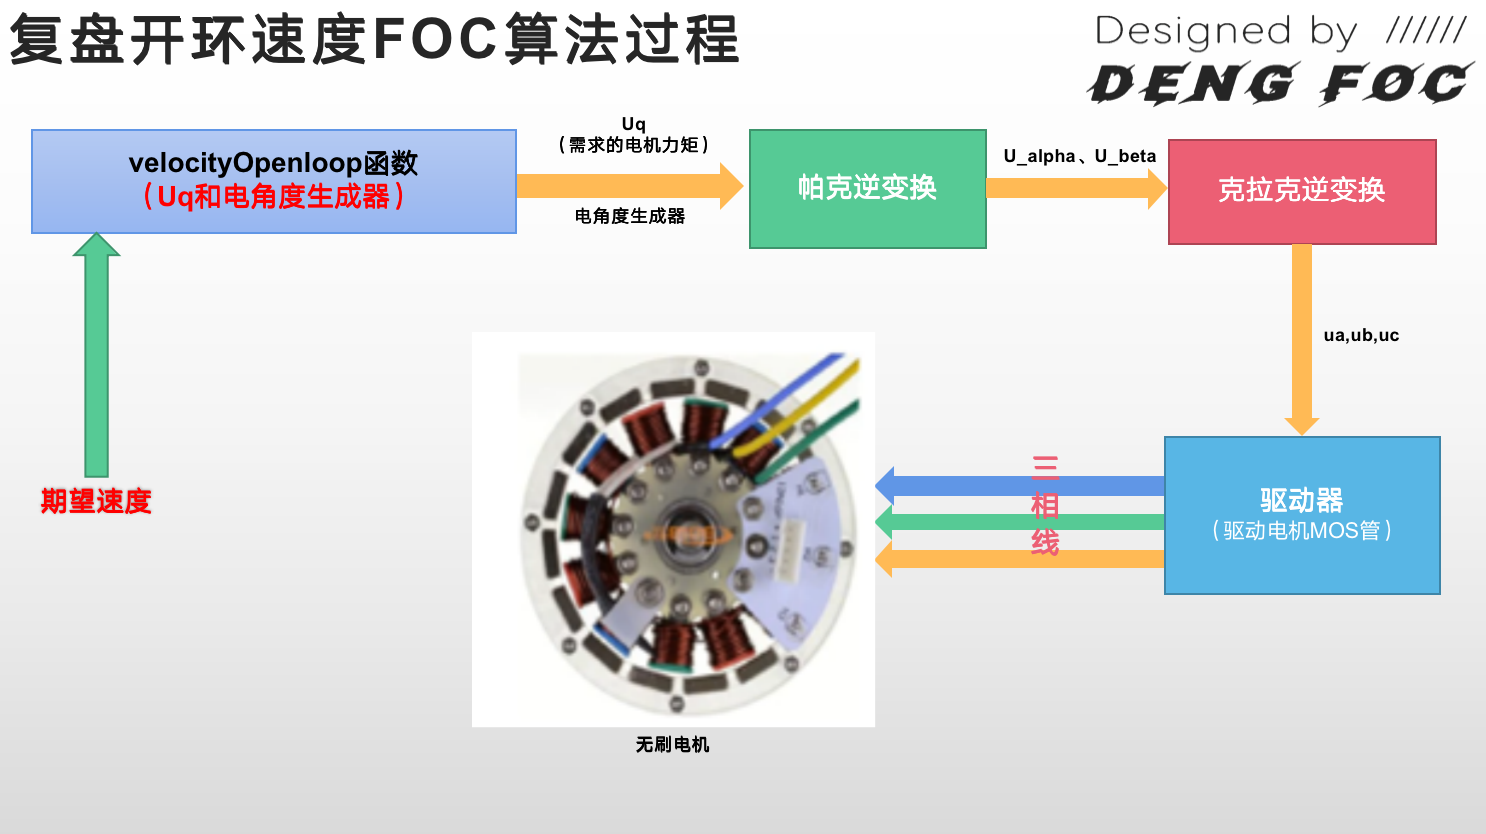 复盘开环速度FOC算法过程
Designed by //////
DENG FOC
velocityOpenloop函数
（Uq和电角度生成器）
Uq
（需求的电机力矩）
电角度生成器
帕克逆变换
U_alpha、U_beta
克拉克逆变换
ua,ub,uc
期望速度
三
相
线
驱动器
（驱动电机MOS管）
无刷电机